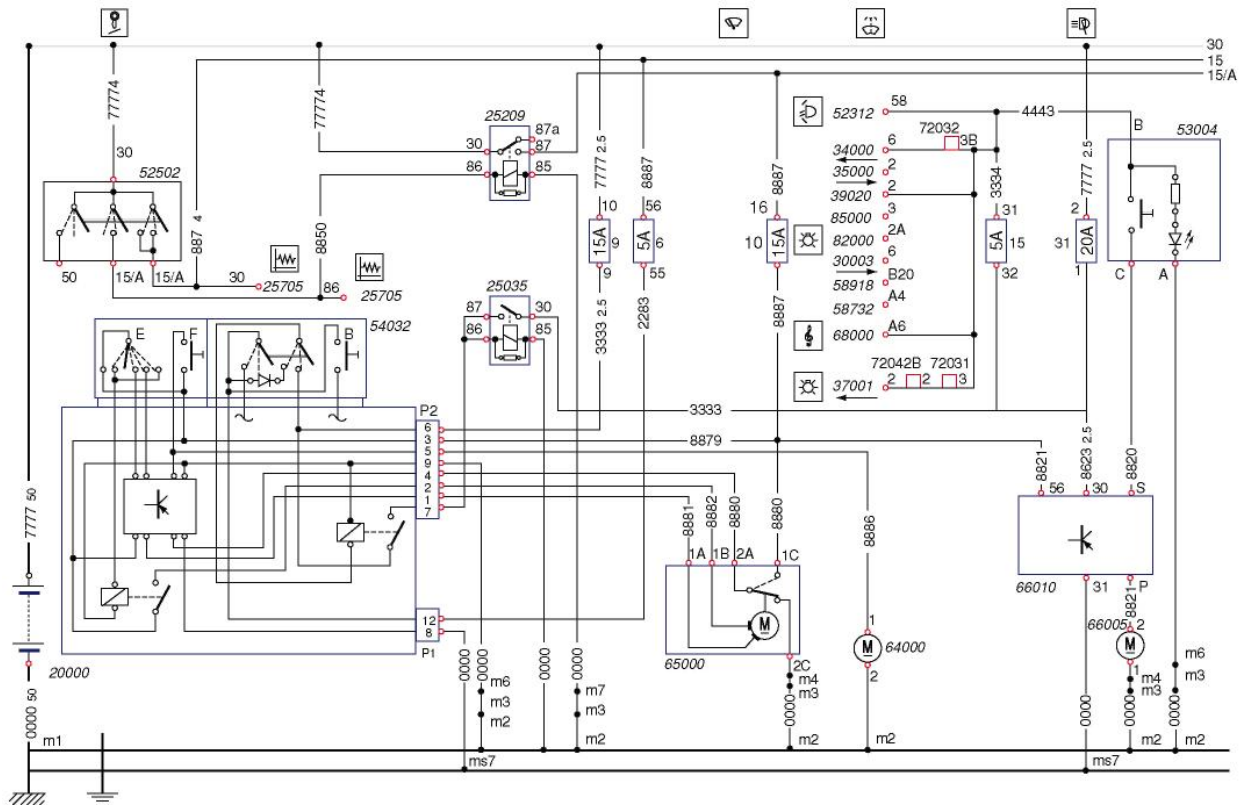 30
15
15/A
77774
77774
25209
87a
30
87
86
85
7777 2.5
8887
8887
52312
58
4443
B
53004
72032
34000
6
3B
35000
2
39020
2
85000
3
82000
2A
30003
6
58918
B20
58732
A4
68000
A6
72042B
72031
37001
2
2
3
3334
7777 2.5
30
52502
50
15/A
15/A
887 4
8850
30
25705
86
25705
10
15A
9
9
56
5A
6
55
16
15A
10
31
5A
15
32
2
20A
31
1
C
A
25035
87
30
86
85
3333 2.5
2283
8887
54032
E
F
B
P2
6
3
5
9
4
2
1
7
3333
8879
8821
8623 2.5
8820
8881
8882
8880
8880
8886
56
30
S
1A
1B
2A
1C
M
65000
2C
66010
31
P
8821
66005
2
M
1
1
M
64000
2
12
8
P1
7777 50
20000
0000 50
0000
0000
m6
m3
m2
0000
0000
m7
m3
m2
m4
m3
0000
m2
m2
0000
m4
m3
0000
m2
m6
m3
0000
m2
m1
ms7
ms7